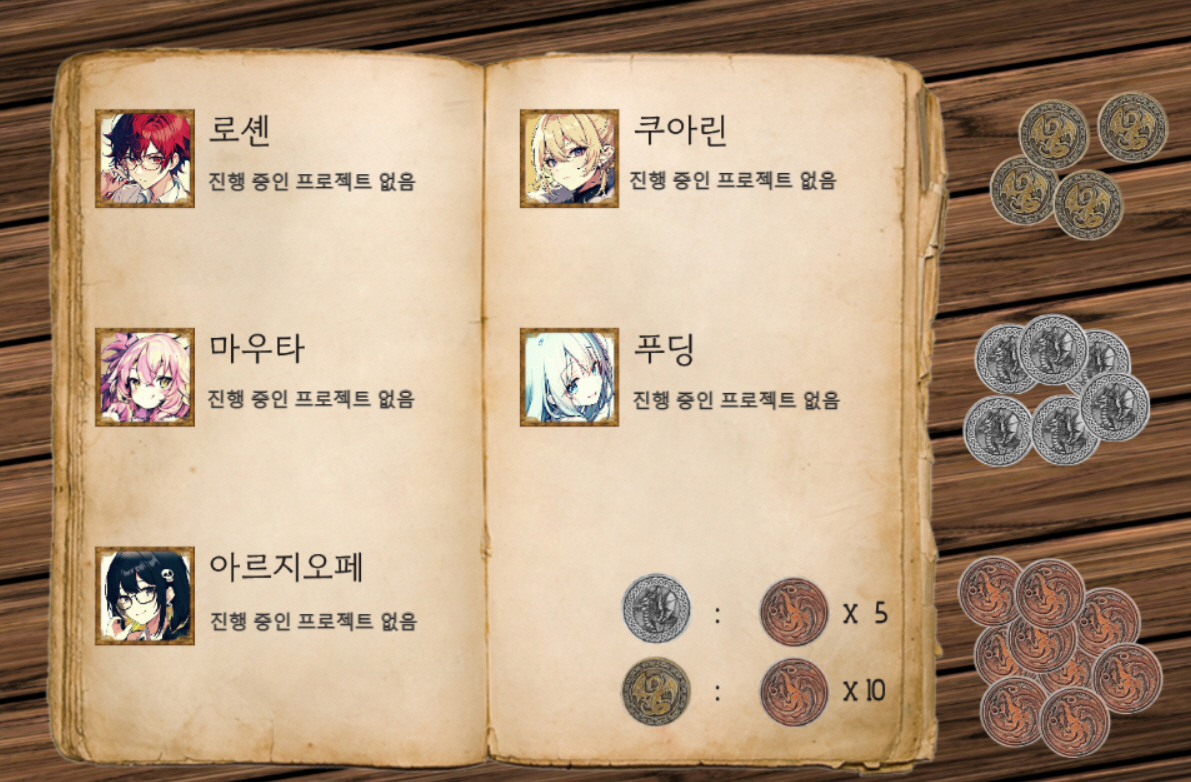 로셴
진행 중인 프로젝트 없음
마우타
진행 중인 프로젝트 없음
아르지오페
진행 중인 프로젝트 없음
쿠아린
진행 중인 프로젝트 없음
푸딩
진행 중인 프로젝트 없음
: X 5
: X 10